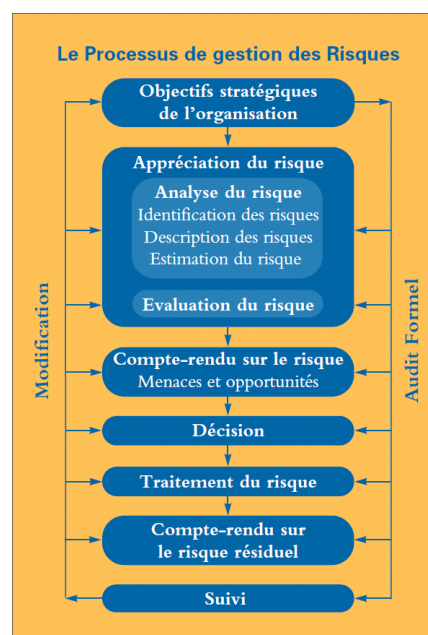 Le Processus de gestion des Risques
Objectifs stratégiques
de l'organisation
Appréciation du risque
Analyse du risque
Identification des risques
Description des risques
Estimation du risque
Evaluation du risque
Compte-rendu sur le risque
Menaces et opportunités
Décision
Traitement du risque
Compte-rendu sur
le risque résiduel
Suivi
Modification
Audit Formel